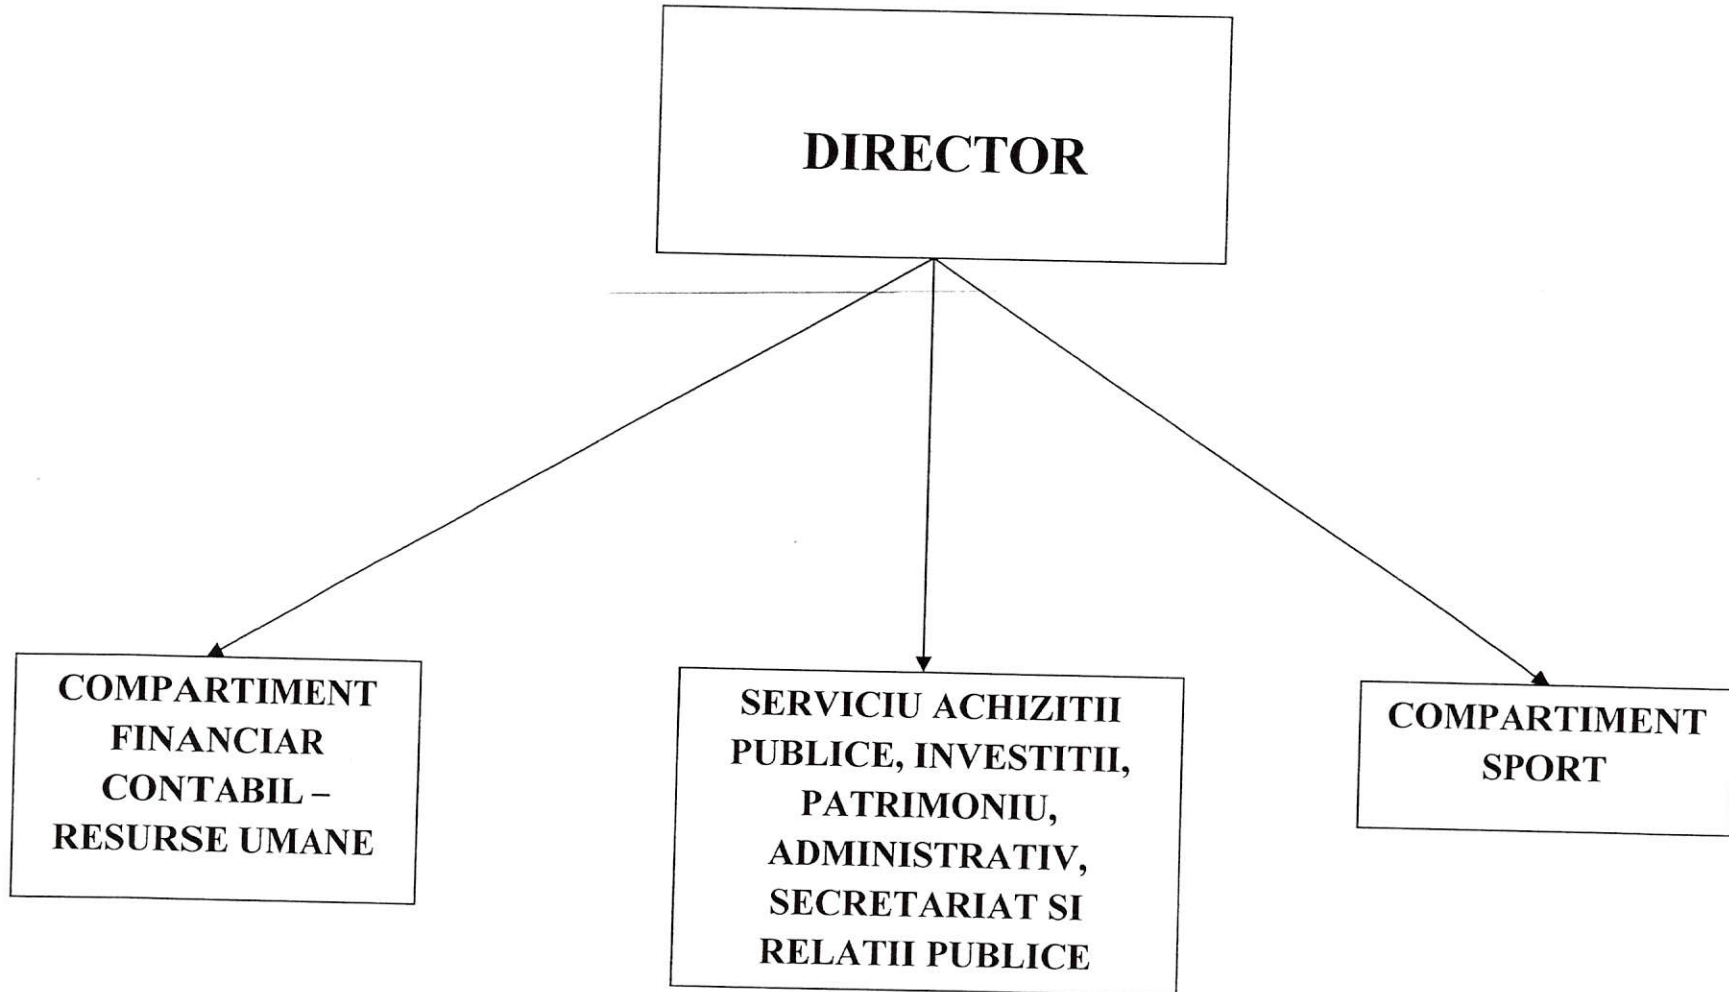 DIRECTOR
COMPARTIMENT
FINANCIAR
CONTABIL –
RESURSE UMANE
SERVICIU ACHIZITII
PUBLICE, INVESTITII,
PATRIMONIU,
ADMINISTRATIV,
SECRETARIAT SI
RELATII PUBLICE
COMPARTIMENT
SPORT